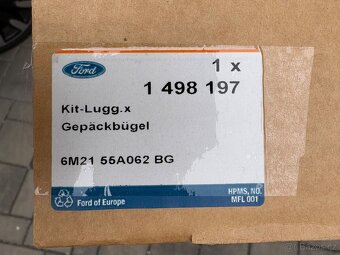 Ford
1 x
1 498 197
Kit-Lugg.x
Gepäckbügel
6M21 55A062 BG
Ford of Europe
HPMS, NO.
MFL 001